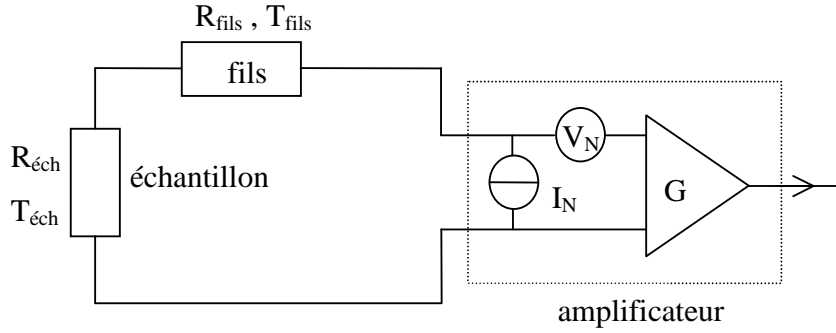 R_fils , T_fils
fils
R_éch
T_éch
échantillon
V_N
I_N
G
amplificateur